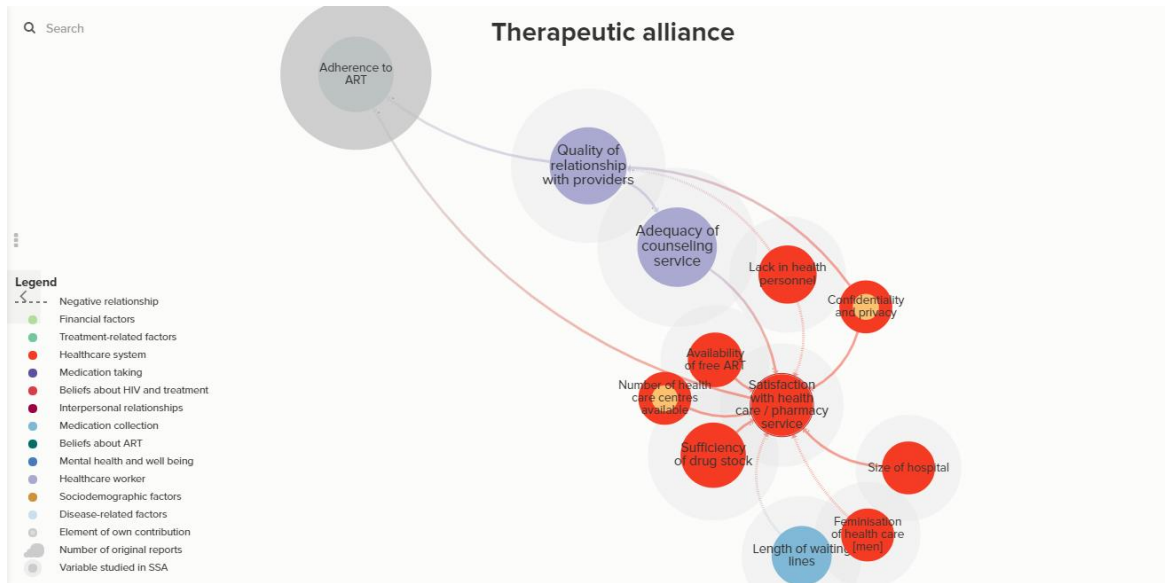 Search
Therapeutic alliance
Adherence to
ART
Quality of
relationship
with providers
Adequacy of
counseling
service
Lack in health
personnel
Confidentiality
and privacy
Availability
of free ART
Number of health
care centres
available
Satisfaction
with health
care / pharmacy
service
Sufficiency
of drug stock
Size of hospital
Feminisation
of health care
[men]
Length of waiting
lines
Legend
Negative relationship
Financial factors
Treatment-related factors
Healthcare system
Medication taking
Beliefs about HIV and treatment
Interpersonal relationships
Medication collection
Beliefs about ART
Mental health and well being
Healthcare worker
Sociodemographic factors
Disease-related factors
Element of own contribution
Number of original reports
Variable studied in SSA